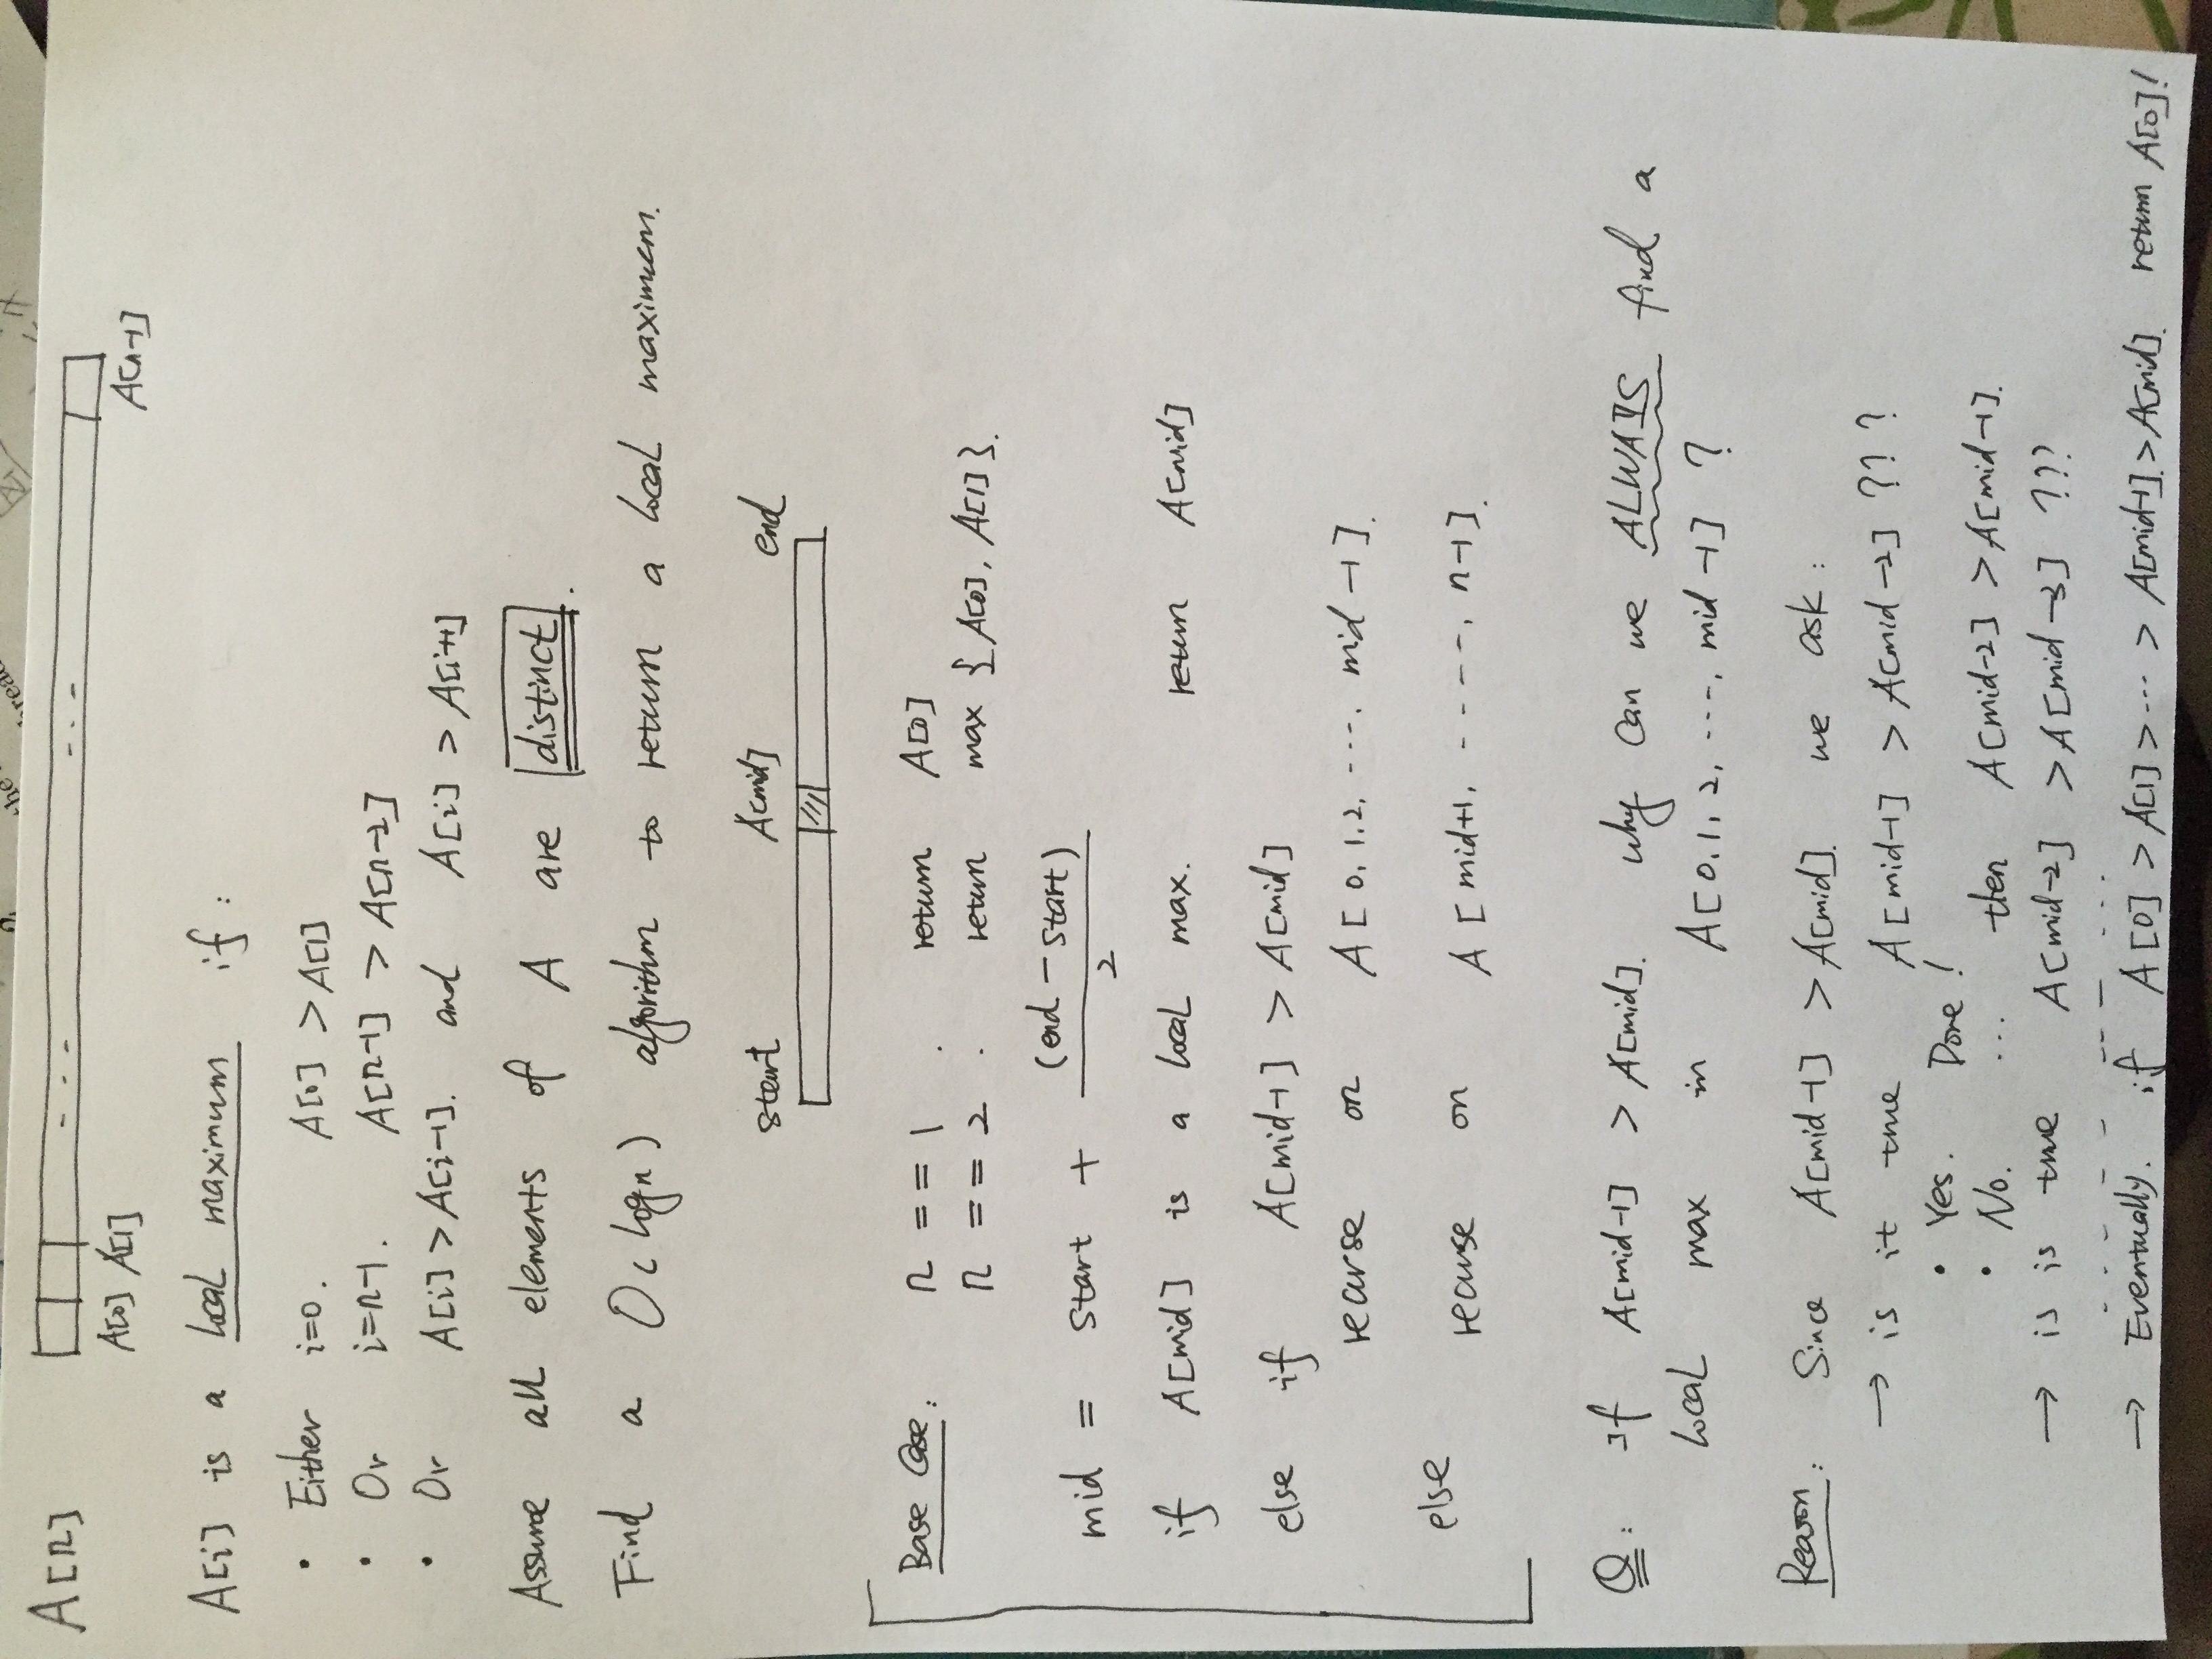 the
bread
A[n]
A[0] A[1] A[n-1]
A[i] is a local maximum if:
• Either i=0. A[0] > A[1]
• Or i=n-1. A[n-1] > A[n-2]
• Or A[i] > A[i-1]. and A[i] > A[i+1]
Assume all elements of A are distinct.
Find a O(logn) algorithm to return a local maximum.
start A[mid] end
Base Case: n == 1 . return A[0]
n == 2 . return max { A[0], A[1] }.
mid = start + (end - start) / 2
if A[mid] is a local max. return A[mid]
else if A[mid-1] > A[mid]
recurse on A[0,1,2, ...., mid-1].
else
recurse on A[mid+1, -----, n-1].
Q: If A[mid-1] > A[mid]. why can we ALWAYS find a
local max in A[0,1,2, ...., mid-1] ?
Reason: Since A[mid-1] > A[mid]. we ask:
→ is it true A[mid-1] > A[mid-2] ???
• Yes. Done!
• No. ... then A[mid-2] > A[mid-1].
→ is is true A[mid-2] > A[mid-3] ???
→ Eventually. if A[0] > A[1] > ... > A[mid-1] > A[mid]. return A[0]!